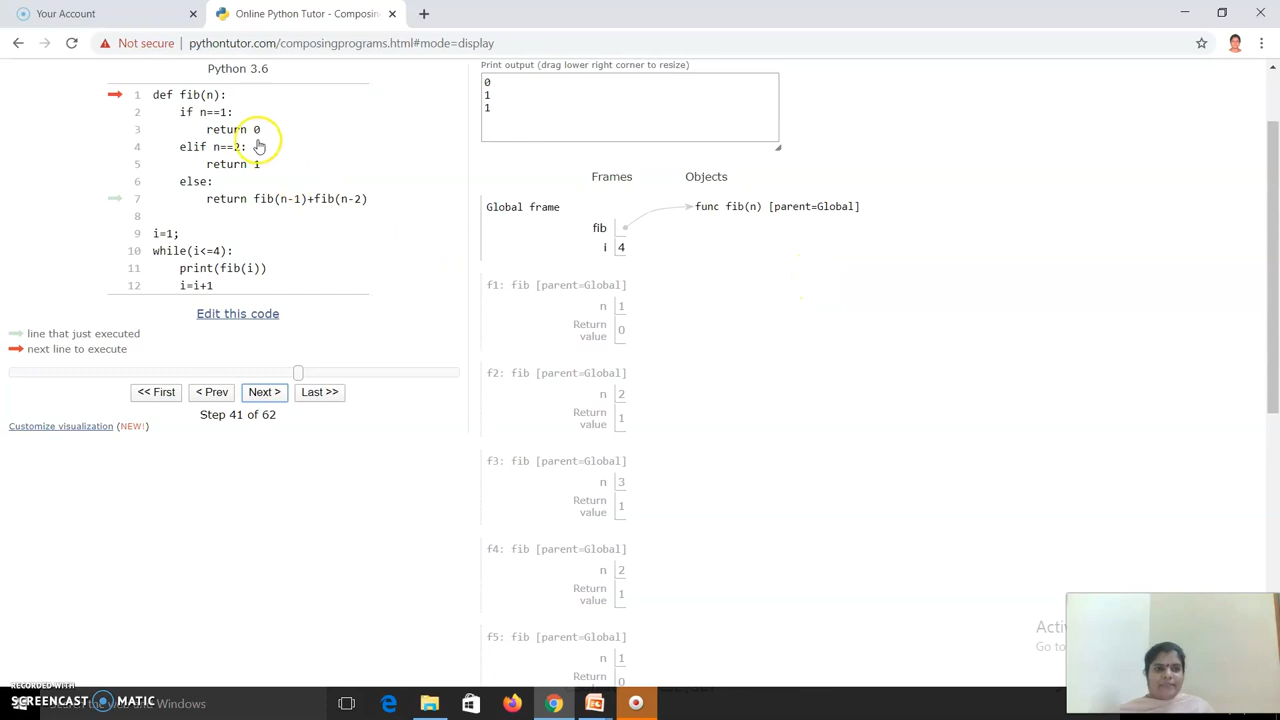 Your Account
Online Python Tutor - Composin
Not secure
pythontutor.com/composingprograms.html#mode=display
Python 3.6
1 def fib(n):
2 if n==1:
3 return 0
4 elif n==2:
5 return 1
6 else:
7 return fib(n-1)+fib(n-2)
8
9 i=1;
10 while(i<=4):
11 print(fib(i))
12 i=i+1
Edit this code
line that just executed
next line to execute
<< First
< Prev
Next >
Last >>
Step 41 of 62
Customize visualization (NEW!)
Print output (drag lower right corner to resize)
0
1
1
Frames
Objects
Global frame
func fib(n) [parent=Global]
fib
i 4
f1: fib [parent=Global]
n 1
Return
value 0
f2: fib [parent=Global]
n 2
Return
value 1
f3: fib [parent=Global]
n 3
Return
value 1
f4: fib [parent=Global]
n 2
Return
value 1
f5: fib [parent=Global]
n 1
Return
0
Go to
RECORDED WITH
SCREENCAST MATIC
Windows